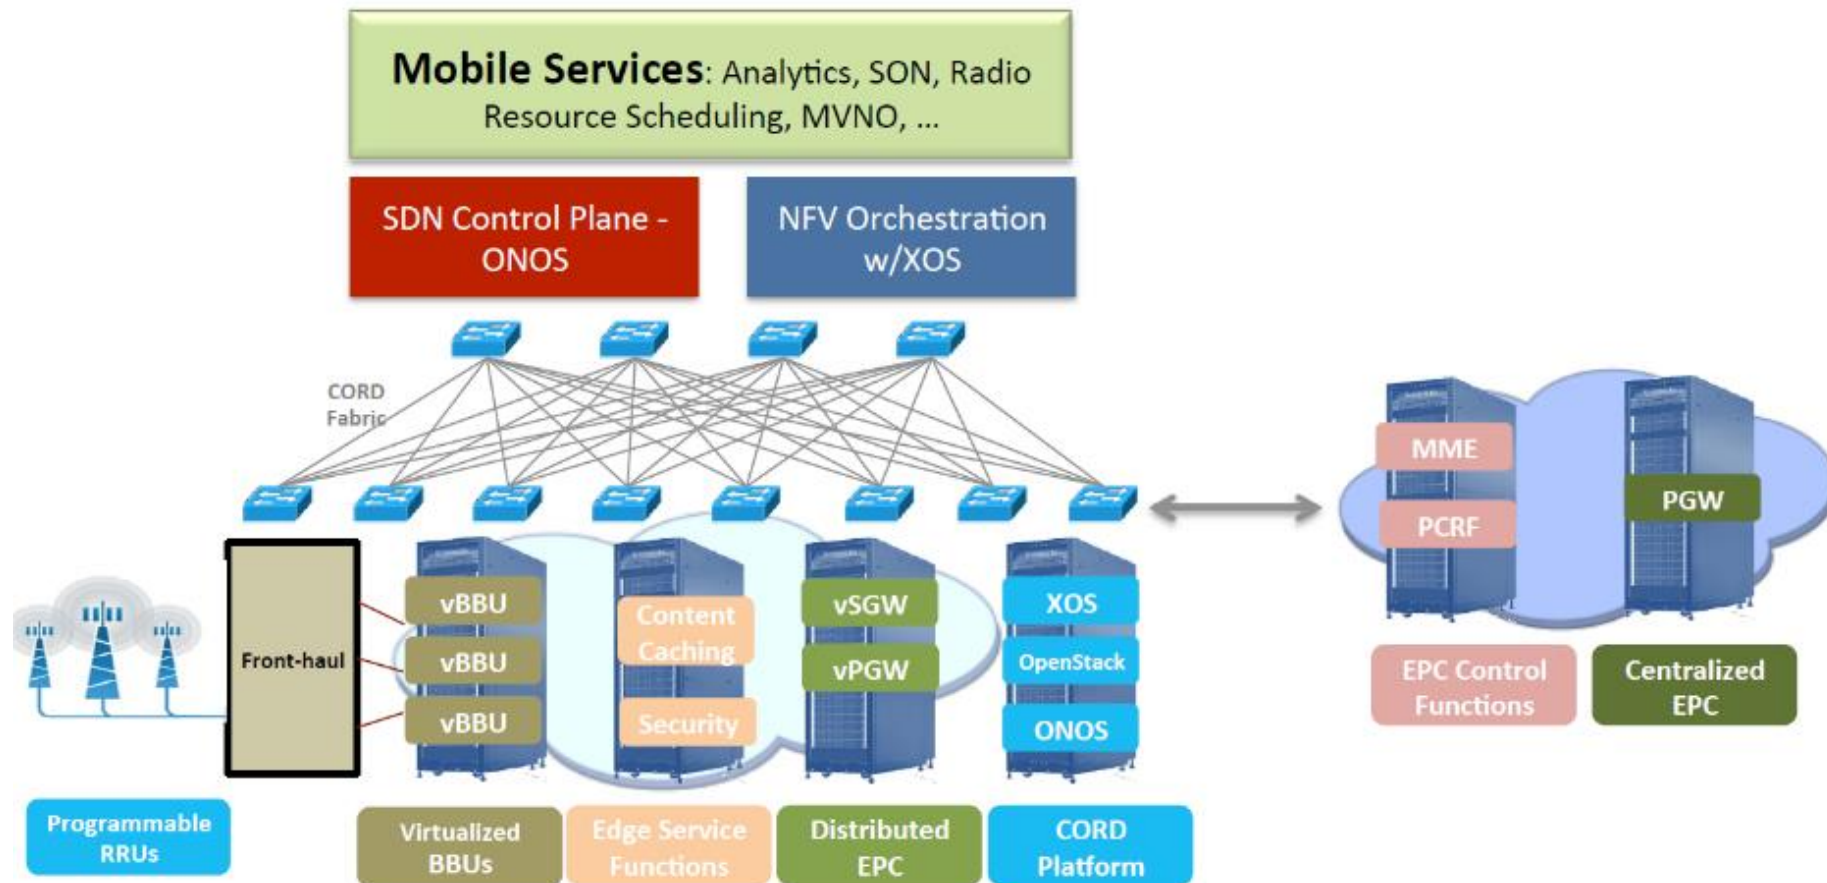 Mobile Services: Analytics, SON, Radio
Resource Scheduling, MVNO, ...
SDN Control Plane -
ONOS
NFV Orchestration
w/XOS
CORD
Fabric
MME
PCRF
PGW
Front-haul
vBBU
vBBU
vBBU
Content
Caching
Security
vSGW
vPGW
XOS
OpenStack
ONOS
EPC Control
Functions
Centralized
EPC
Programmable
RRUs
Virtualized
BBUs
Edge Service
Functions
Distributed
EPC
CORD
Platform